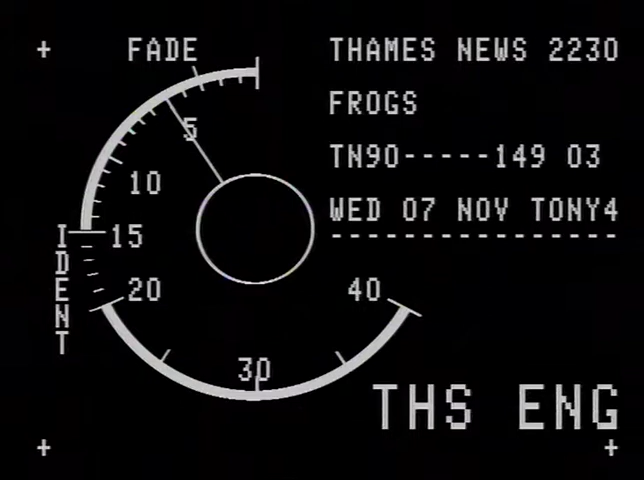 FADE
THAMES NEWS 2230
FROGS
TN90-----149 03
WED 07 NOV TONY4
----------------
5
10
15
20
30
40
IDENT
THS ENG